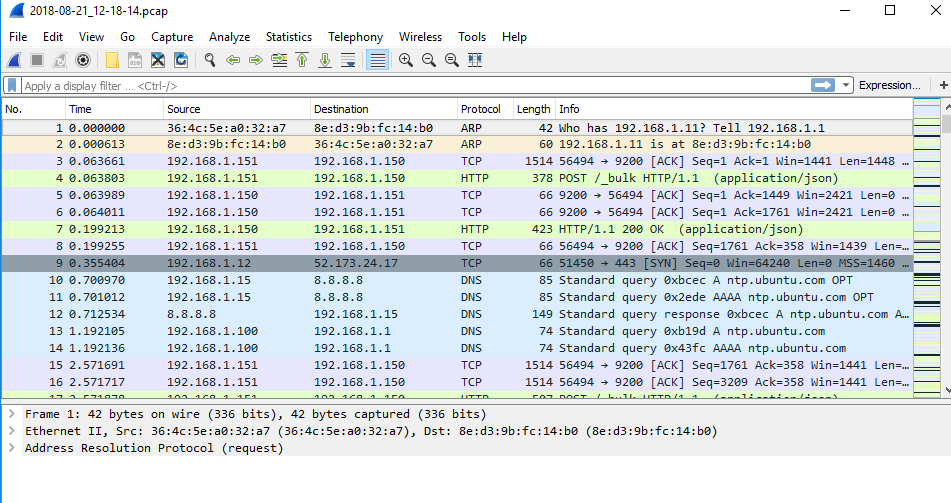 2018-08-21_12-18-14.pcap
File Edit View Go Capture Analyze Statistics Telephony Wireless Tools Help
Apply a display filter ... <Ctrl-/> Expression... +
No. Time Source Destination Protocol Length Info
1 0.000000 36:4c:5e:a0:32:a7 8e:d3:9b:fc:14:b0 ARP 42 Who has 192.168.1.11? Tell 192.168.1.1
2 0.000613 8e:d3:9b:fc:14:b0 36:4c:5e:a0:32:a7 ARP 60 192.168.1.11 is at 8e:d3:9b:fc:14:b0
3 0.063661 192.168.1.151 192.168.1.150 TCP 1514 56494 → 9200 [ACK] Seq=1 Ack=1 Win=1441 Len=1448 …
4 0.063803 192.168.1.151 192.168.1.150 HTTP 378 POST /_bulk HTTP/1.1 (application/json)
5 0.063989 192.168.1.150 192.168.1.151 TCP 66 9200 → 56494 [ACK] Seq=1 Ack=1449 Win=2421 Len=0 …
6 0.064011 192.168.1.150 192.168.1.151 TCP 66 9200 → 56494 [ACK] Seq=1 Ack=1761 Win=2421 Len=0 …
7 0.199213 192.168.1.150 192.168.1.151 HTTP 423 HTTP/1.1 200 OK (application/json)
8 0.199255 192.168.1.151 192.168.1.150 TCP 66 56494 → 9200 [ACK] Seq=1761 Ack=358 Win=1439 Len=…
9 0.355404 192.168.1.12 52.173.24.17 TCP 66 51450 → 443 [SYN] Seq=0 Win=64240 Len=0 MSS=1460 …
10 0.700970 192.168.1.15 8.8.8.8 DNS 85 Standard query 0xbcec A ntp.ubuntu.com OPT
11 0.701012 192.168.1.15 8.8.8.8 DNS 85 Standard query 0x2ede AAAA ntp.ubuntu.com OPT
12 0.712534 8.8.8.8 192.168.1.15 DNS 149 Standard query response 0xbcec A ntp.ubuntu.com A…
13 1.192105 192.168.1.100 192.168.1.1 DNS 74 Standard query 0xb19d A ntp.ubuntu.com
14 1.192136 192.168.1.100 192.168.1.1 DNS 74 Standard query 0x43fc AAAA ntp.ubuntu.com
15 2.571691 192.168.1.151 192.168.1.150 TCP 1514 56494 → 9200 [ACK] Seq=1761 Ack=358 Win=1441 Len=…
16 2.571717 192.168.1.151 192.168.1.150 TCP 1514 56494 → 9200 [ACK] Seq=3209 Ack=358 Win=1441 Len=…
Frame 1: 42 bytes on wire (336 bits), 42 bytes captured (336 bits)
Ethernet II, Src: 36:4c:5e:a0:32:a7 (36:4c:5e:a0:32:a7), Dst: 8e:d3:9b:fc:14:b0 (8e:d3:9b:fc:14:b0)
Address Resolution Protocol (request)